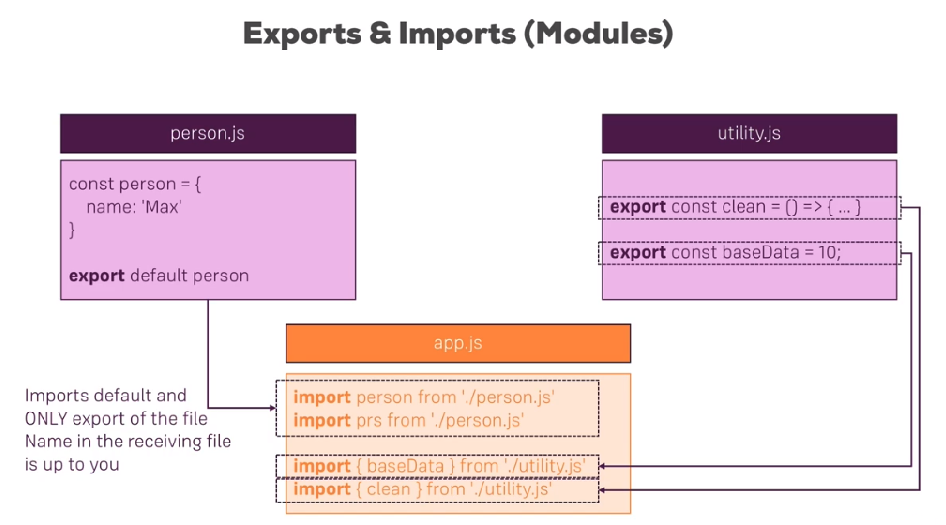 Exports & Imports (Modules)
person.js
const person = {
name: 'Max'
}
export default person
utility.js
export const clean = () => { ... }
export const baseData = 10;
app.js
import person from './person.js'
import prs from './person.js'
import { baseData } from './utility.js'
import { clean } from './utility.js'
Imports default and
ONLY export of the file
Name in the receiving file
is up to you